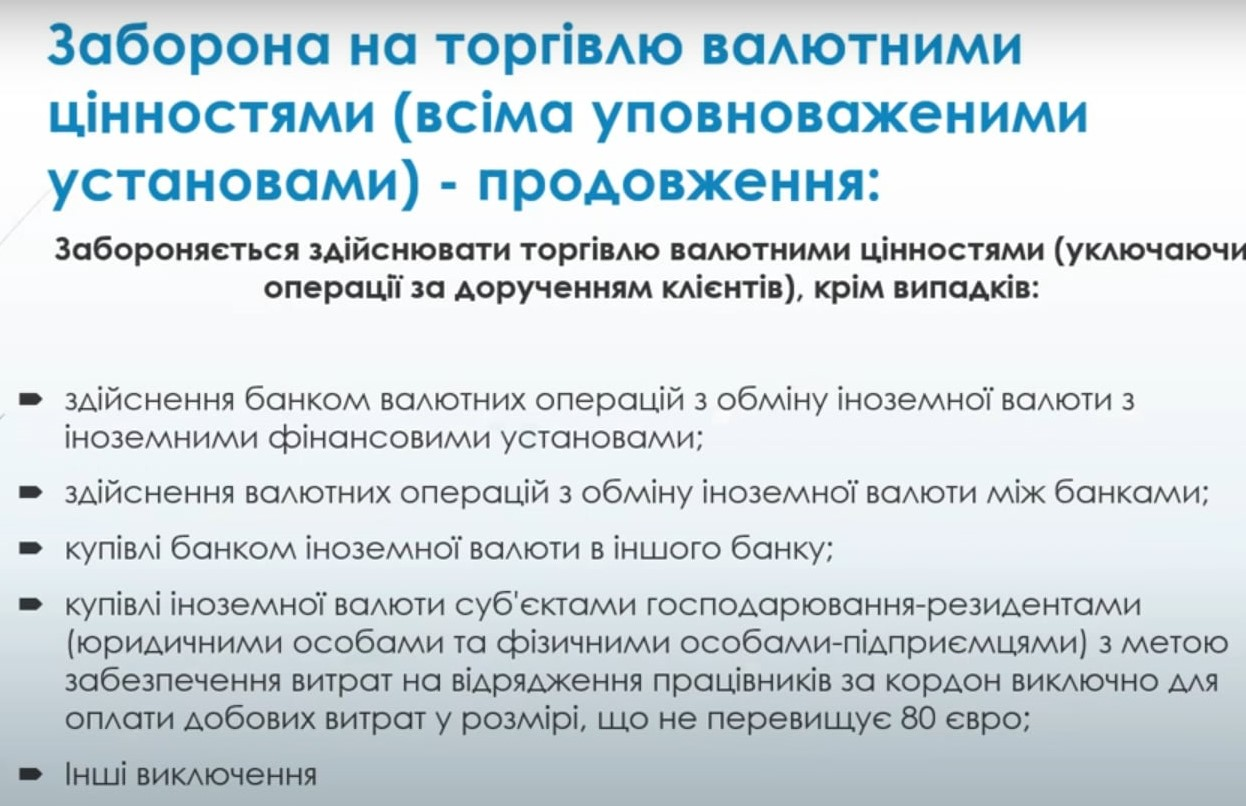 Заборона на торгівлю валютними
цінностями (всіма уповноваженими
установами) - продовження:
Забороняється здійснювати торгівлю валютними цінностями (уключаючи
операції за дорученням клієнтів), крім випадків:
здійснення банком валютних операцій з обміну іноземної валюти з
іноземними фінансовими установами;
здійснення валютних операцій з обміну іноземної валюти між банками;
купівлі банком іноземної валюти в іншого банку;
купівлі іноземної валюти суб'єктами господарювання-резидентами
(юридичними особами та фізичними особами-підприємцями) з метою
забезпечення витрат на відрядження працівників за кордон виключно для
оплати добових витрат у розмірі, що не перевищує 80 євро;
Інші виключення